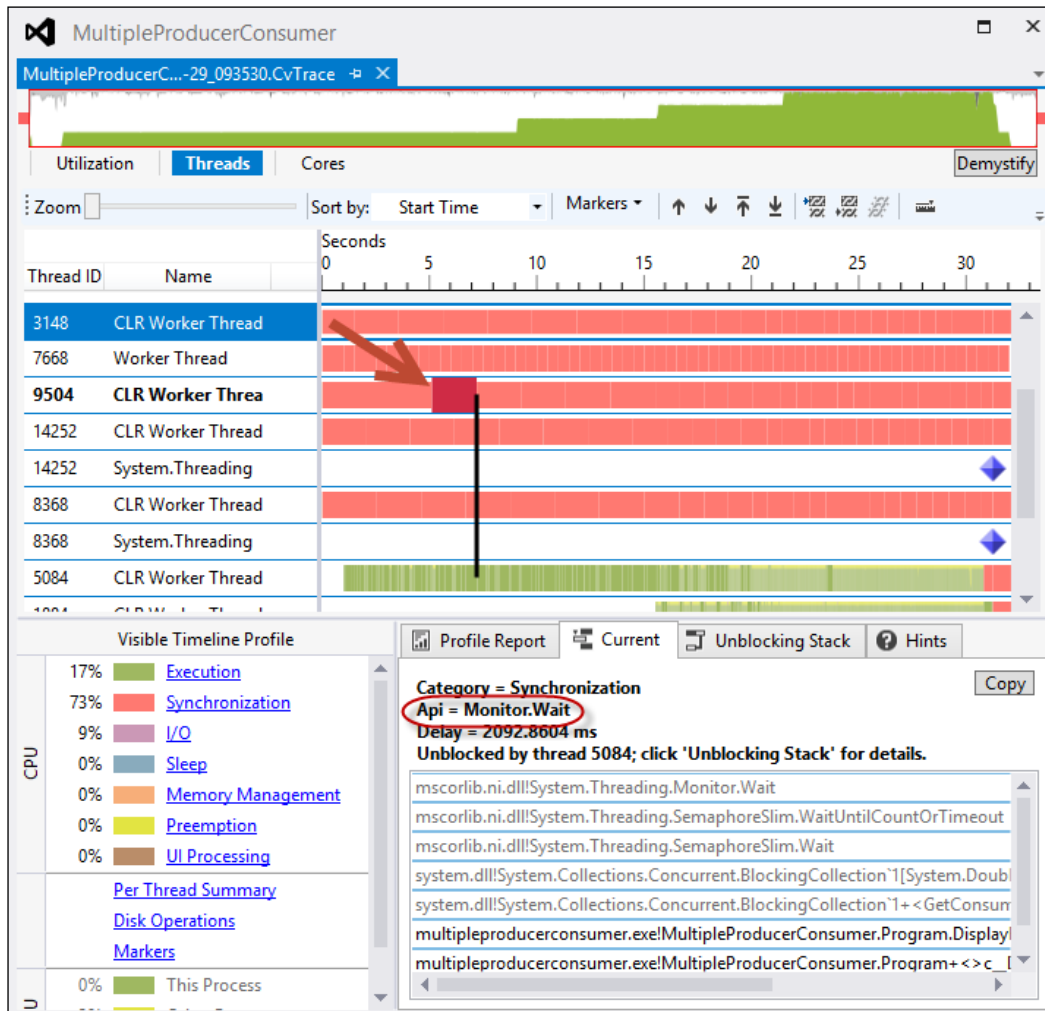 MultipleProducerConsumer
MultipleProducerC...-29_093530.CvTrace
Utilization Threads Cores Demystify
Zoom Sort by: Start Time Markers
Seconds
0 5 10 15 20 25 30
Thread ID Name
3148 CLR Worker Thread
7668 Worker Thread
9504 CLR Worker Threa
14252 CLR Worker Thread
14252 System.Threading
8368 CLR Worker Thread
8368 System.Threading
5084 CLR Worker Thread
Visible Timeline Profile
Profile Report Current Unblocking Stack Hints
CPU
17% Execution
73% Synchronization
9% I/O
0% Sleep
0% Memory Management
0% Preemption
0% UI Processing
Per Thread Summary
Disk Operations
Markers
0% This Process
Category = Synchronization
Copy
Api = Monitor.Wait
Delay = 2092.8604 ms
Unblocked by thread 5084; click 'Unblocking Stack' for details.
mscorlib.ni.dll!System.Threading.Monitor.Wait
mscorlib.ni.dll!System.Threading.SemaphoreSlim.WaitUntilCountOrTimeout
mscorlib.ni.dll!System.Threading.SemaphoreSlim.Wait
system.dll!System.Collections.Concurrent.BlockingCollection`1[System.Doubl
system.dll!System.Collections.Concurrent.BlockingCollection`1+<GetConsum
multipleproducerconsumer.exe!MultipleProducerConsumer.Program.Display
multipleproducerconsumer.exe!MultipleProducerConsumer.Program+<>c__